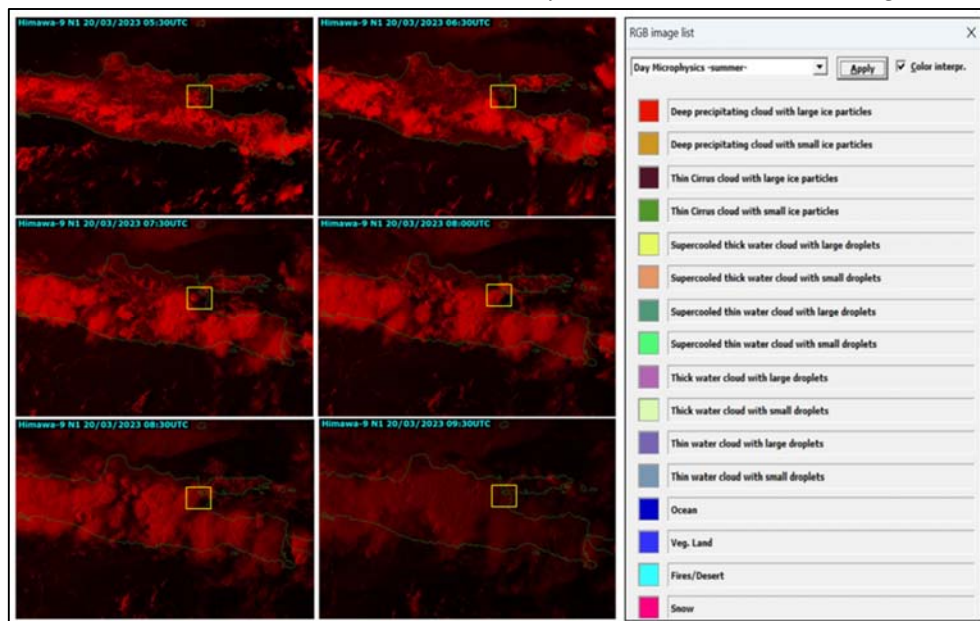 Himawa-9 N1 20/03/2023 05:30UTC
Himawa-9 N1 20/03/2023 06:30UTC
Himawa-9 N1 20/03/2023 07:30UTC
Himawa-9 N1 20/03/2023 08:00UTC
Himawa-9 N1 20/03/2023 08:30UTC
Himawa-9 N1 20/03/2023 09:30UTC
RGB image list X
Day Microphysics -summer- Apply Color interpr.
Deep precipitating cloud with large ice particles
Deep precipitating cloud with small ice particles
Thin Cirrus cloud with large ice particles
Thin Cirrus cloud with small ice particles
Supercooled thick water cloud with large droplets
Supercooled thick water cloud with small droplets
Supercooled thin water cloud with large droplets
Supercooled thin water cloud with small droplets
Thick water cloud with large droplets
Thick water cloud with small droplets
Thin water cloud with large droplets
Thin water cloud with small droplets
Ocean
Veg. Land
Fires/Desert
Snow